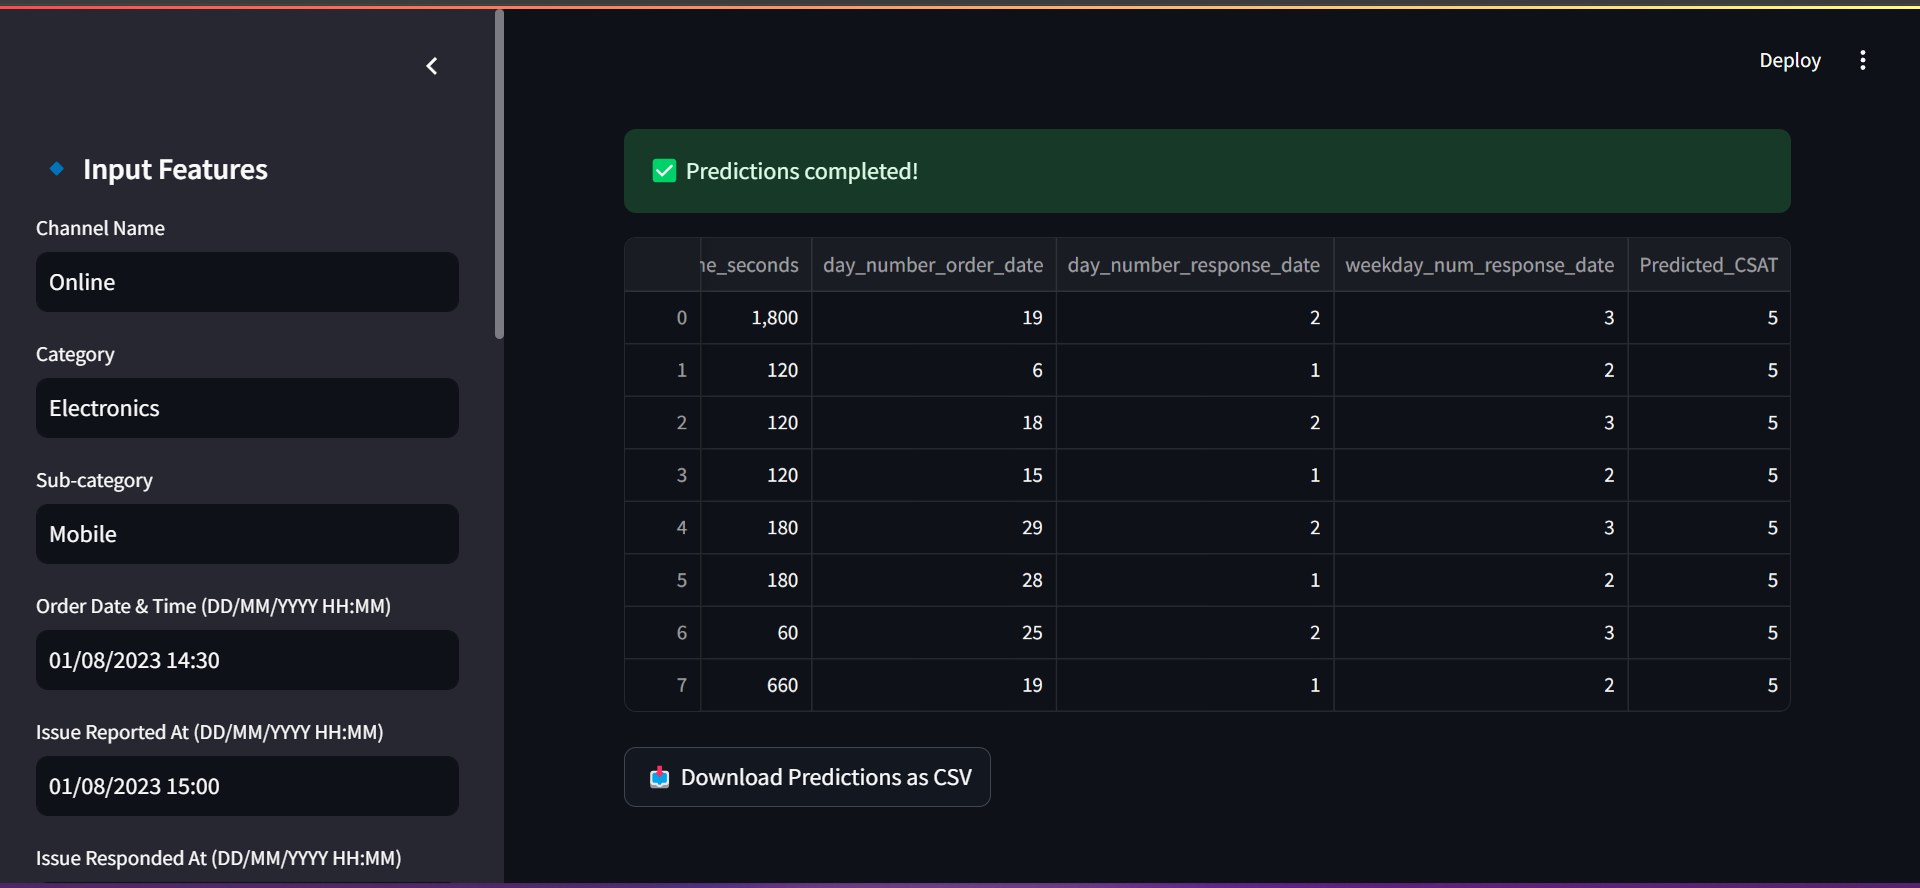 Deploy
Input Features
Channel Name
Online
Category
Electronics
Sub-category
Mobile
Order Date & Time (DD/MM/YYYY HH:MM)
01/08/2023 14:30
Issue Reported At (DD/MM/YYYY HH:MM)
01/08/2023 15:00
Issue Responded At (DD/MM/YYYY HH:MM)
Predictions completed!
ne_seconds day_number_order_date day_number_response_date weekday_num_response_date Predicted_CSAT
0 1,800 19 2 3 5
1 120 6 1 2 5
2 120 18 2 3 5
3 120 15 1 2 5
4 180 29 2 3 5
5 180 28 1 2 5
6 60 25 2 3 5
7 660 19 1 2 5
Download Predictions as CSV